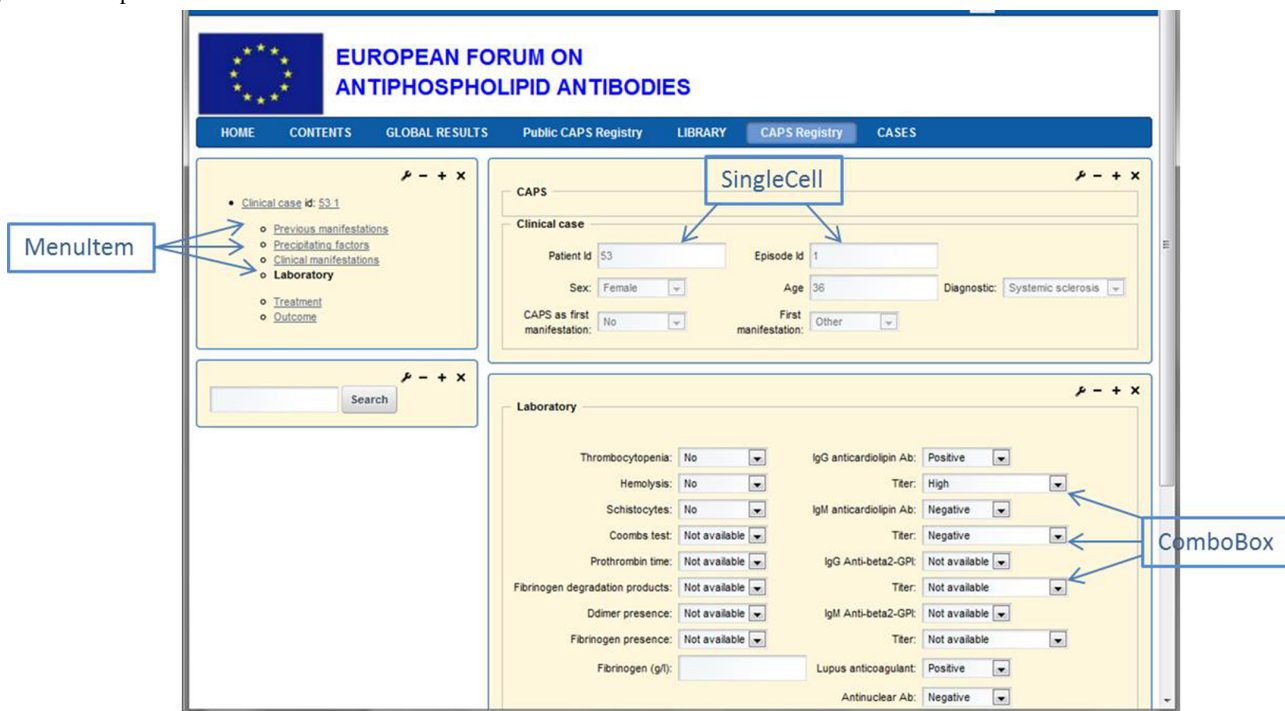 EUROPEAN FORUM ON
ANTIPHOSPHOLIPID ANTIBODIES
HOME CONTENTS GLOBAL RESULTS Public CAPS Registry LIBRARY CAPS Registry CASES
MenuItem
Clinical case id: 53 1
Previous manifestations
Precipitating factors
Clinical manifestations
Laboratory
Treatment
Outcome
Search
SingleCell
CAPS
Clinical case
Patient Id 53 Episode Id 1
Sex: Female Age 36 Diagnostic: Systemic sclerosis
CAPS as first manifestation: No First manifestation: Other
Laboratory
Thrombocytopenia: No IgG anticardiolipin Ab: Positive
Hemolysis: No Titer: High
Schistocytes: No IgM anticardiolipin Ab: Negative
Coombs test: Not available Titer: Negative
Prothrombin time: Not available IgG Anti-beta2-GPI: Not available
Fibrinogen degradation products: Not available Titer: Not available
Ddimer presence: Not available IgM Anti-beta2-GPI: Not available
Fibrinogen presence: Not available Titer: Not available
Fibrinogen (g/l): Lupus anticoagulant: Positive
Antinuclear Ab: Negative
ComboBox